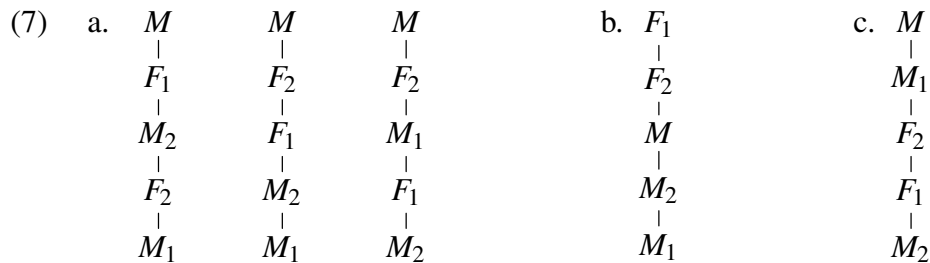 (7) a. M M M b. F₁ c. M
F₁ F₂ F₂ F₂ M₁
M₂ F₁ M₁ M F₂
F₂ M₂ F₁ M₂ F₁
M₁ M₁ M₂ M₁ M₂